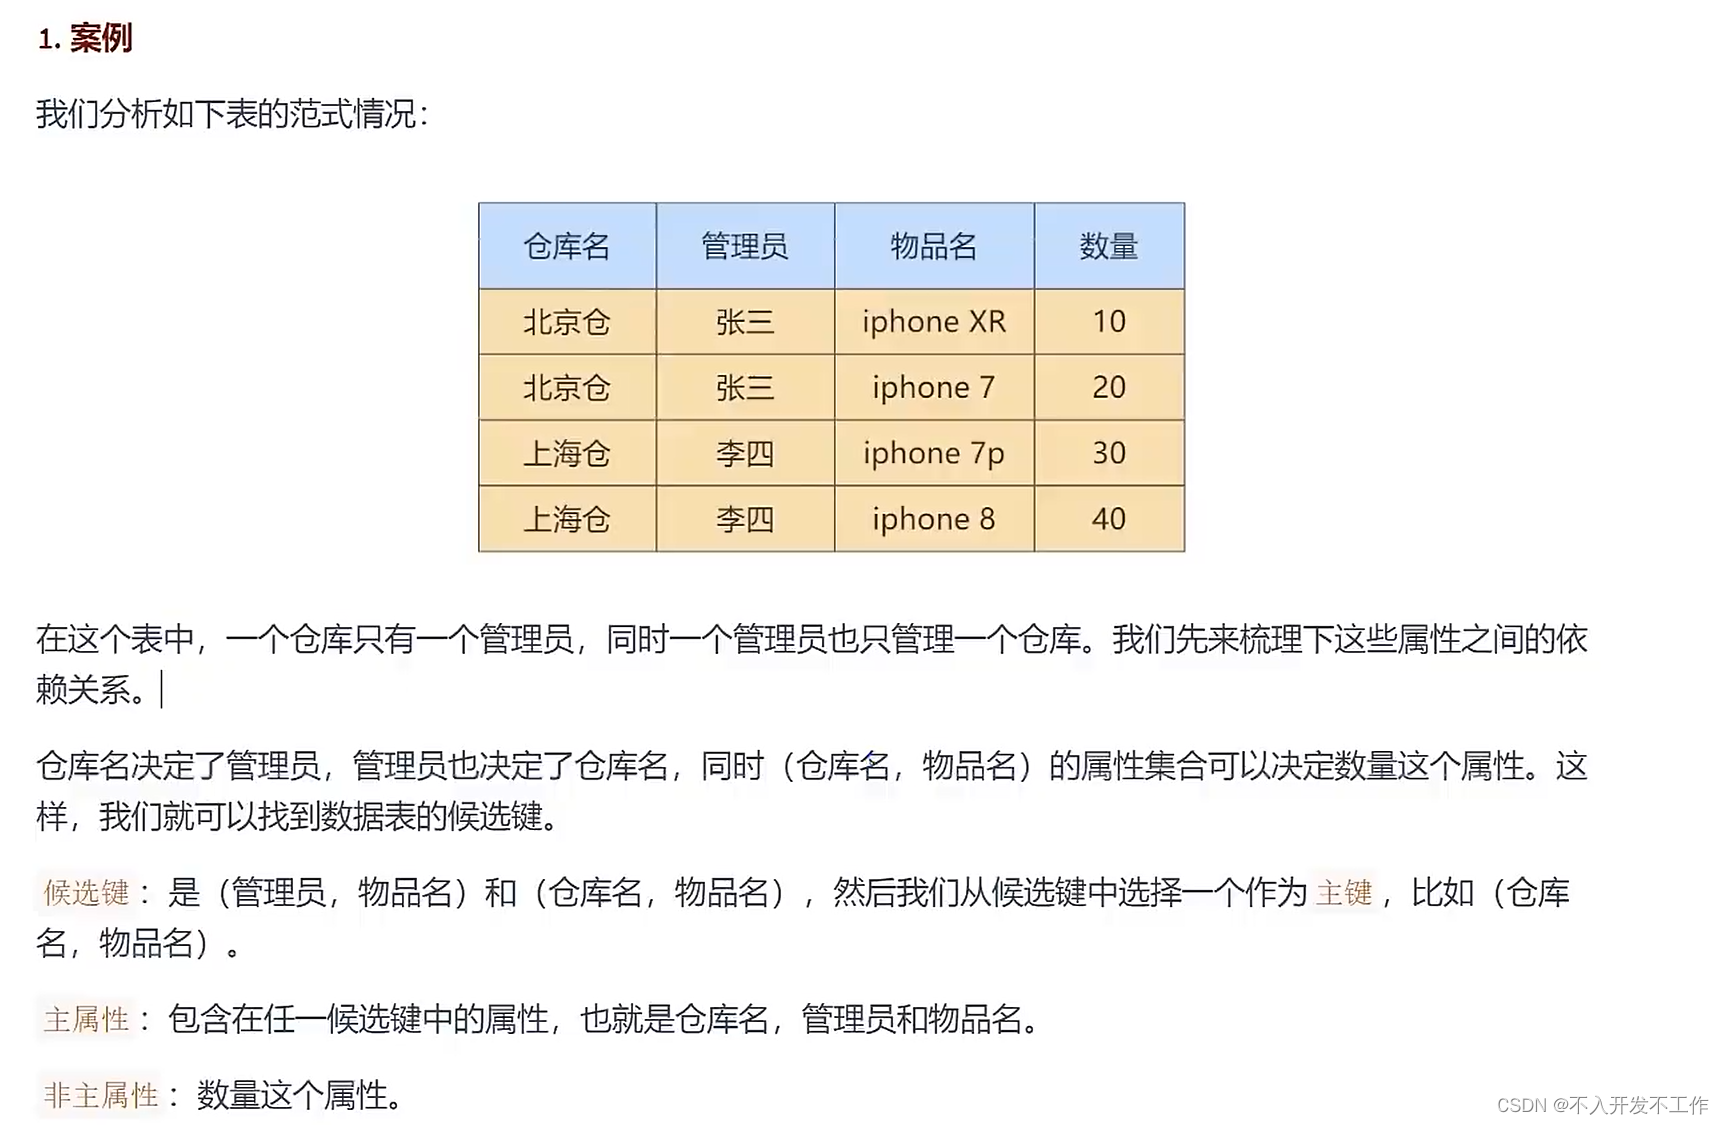 1. 案例
我们分析如下表的范式情况：
仓库名 管理员 物品名 数量
北京仓 张三 iphone XR 10
北京仓 张三 iphone 7 20
上海仓 李四 iphone 7p 30
上海仓 李四 iphone 8 40
在这个表中，一个仓库只有一个管理员，同时一个管理员也只管理一个仓库。我们先来梳理下这些属性之间的依
赖关系。
仓库名决定了管理员，管理员也决定了仓库名，同时（仓库名，物品名）的属性集合可以决定数量这个属性。这
样，我们就可以找到数据表的候选键。
候选键：是（管理员，物品名）和（仓库名，物品名），然后我们从候选键中选择一个作为 主键 ，比如（仓库
名，物品名）。
主属性：包含在任一候选键中的属性，也就是仓库名，管理员和物品名。
非主属性：数量这个属性。
CSDN @不入开发不工作